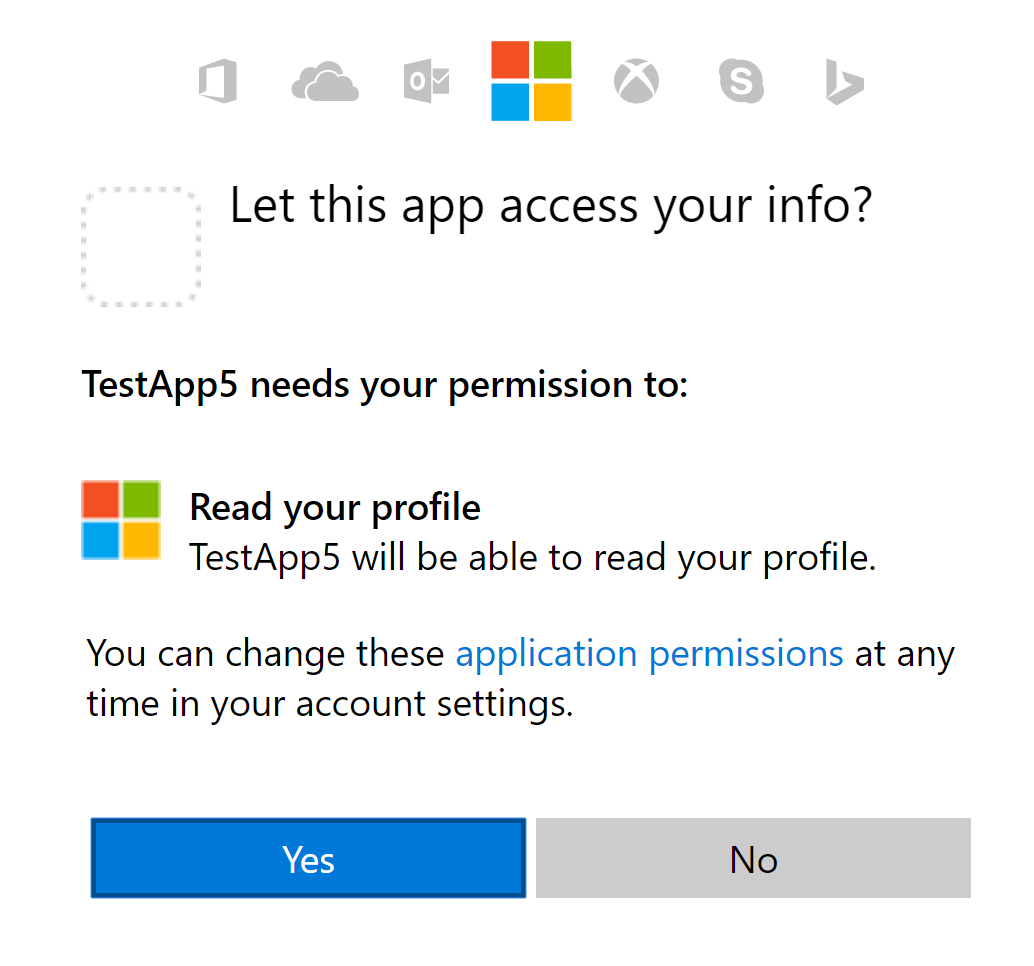 Let this app access your info?
TestApp5 needs your permission to:
Read your profile
TestApp5 will be able to read your profile.
You can change these application permissions at any
time in your account settings.
Yes
No